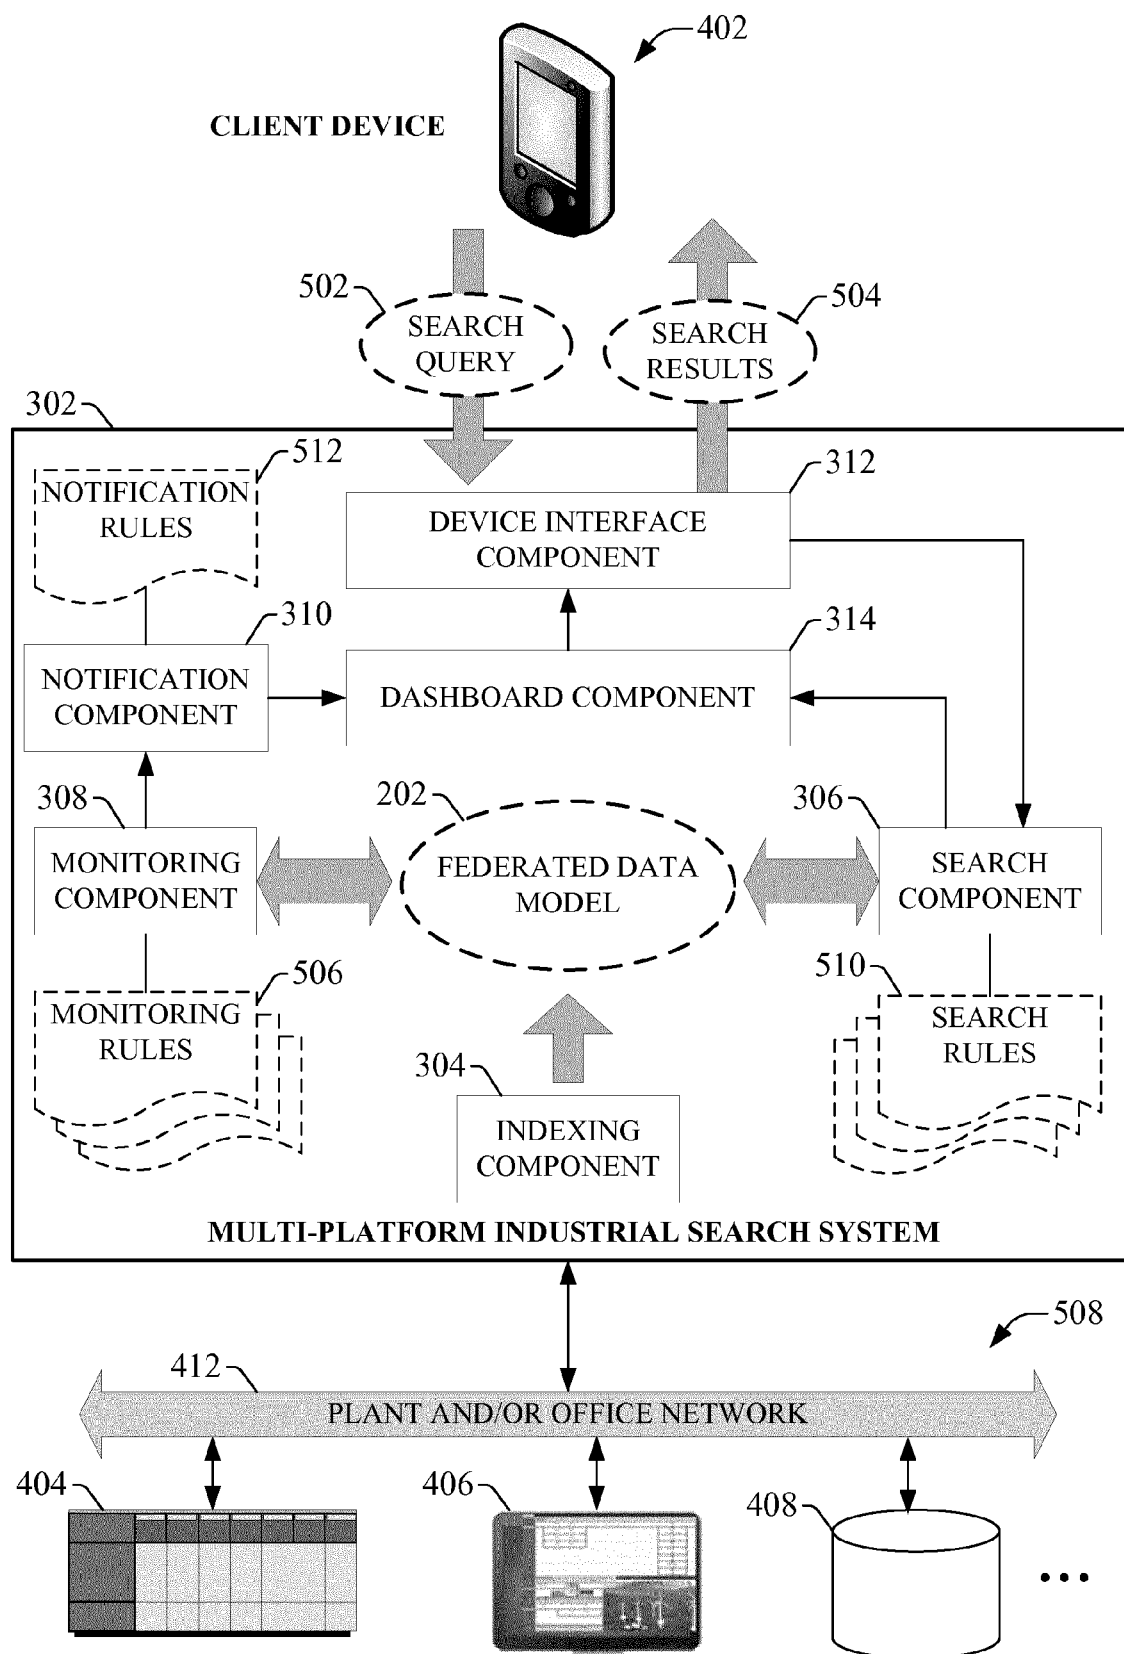 402
CLIENT DEVICE
502
504
SEARCH
QUERY
SEARCH
RESULTS
302
512
312
NOTIFICATION
RULES
DEVICE INTERFACE
COMPONENT
310
314
NOTIFICATION
COMPONENT
DASHBOARD COMPONENT
308
202
306
MONITORING
COMPONENT
FEDERATED DATA
MODEL
SEARCH
COMPONENT
506
510
MONITORING
RULES
SEARCH
RULES
304
INDEXING
COMPONENT
MULTI-PLATFORM INDUSTRIAL SEARCH SYSTEM
508
412
PLANT AND/OR OFFICE NETWORK
404
406
408
...